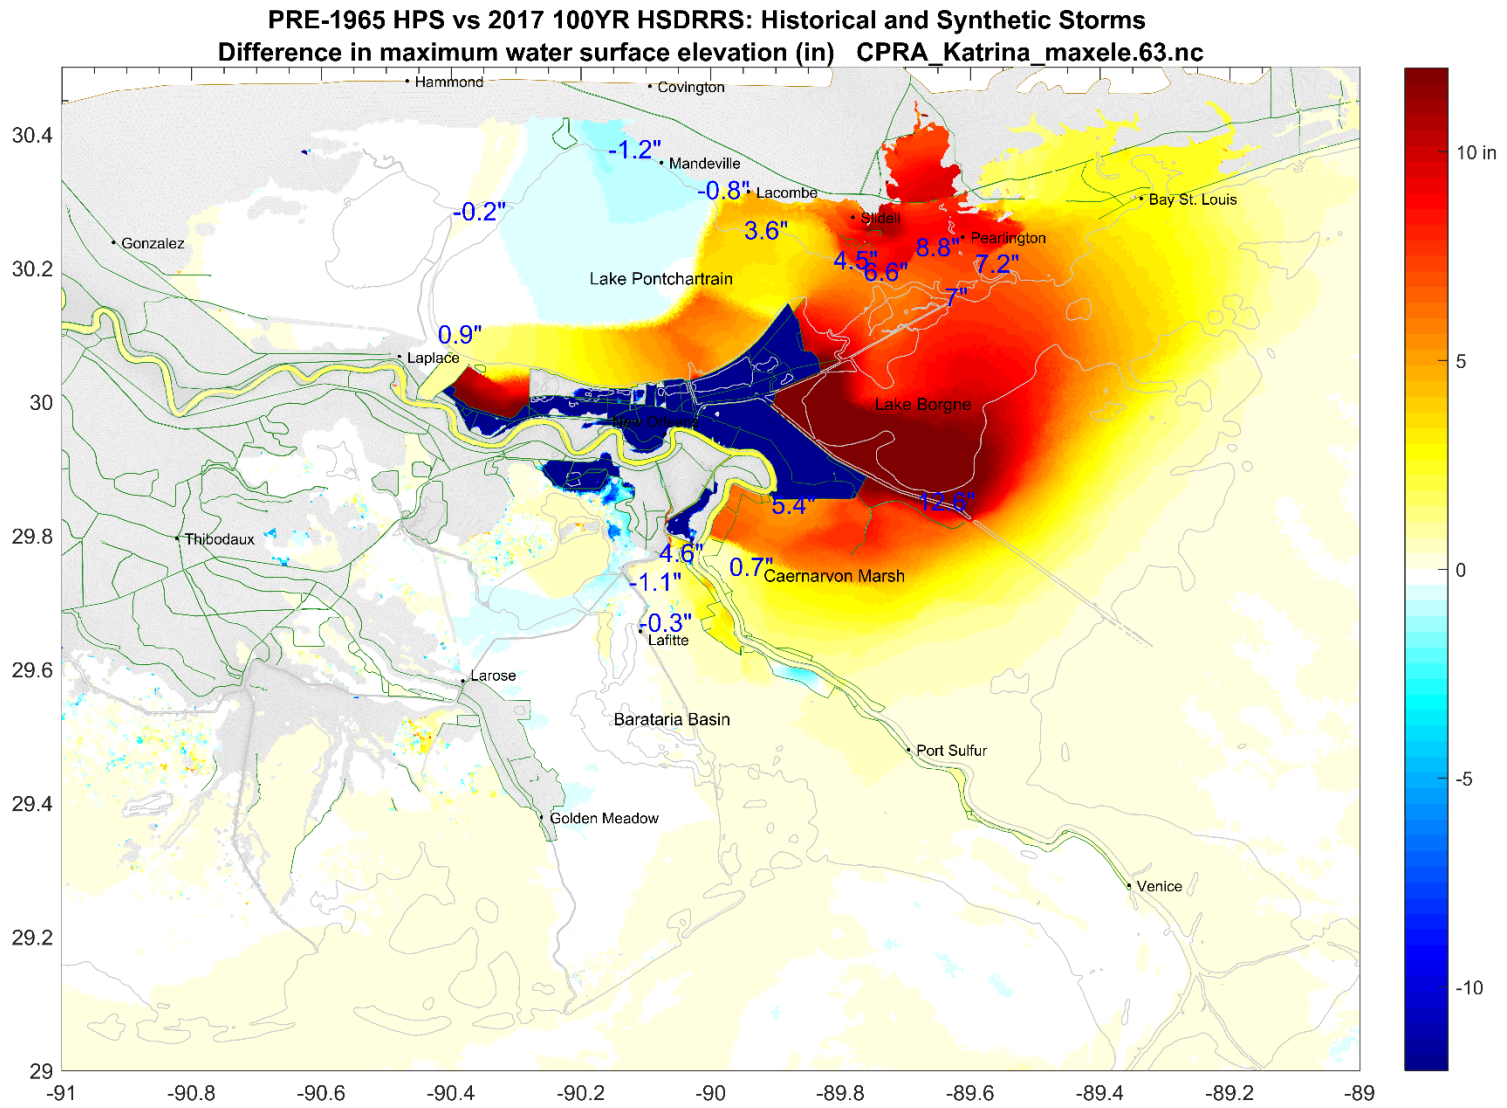 PRE-1965 HPS vs 2017 100YR HSDRRS: Historical and Synthetic Storms
Difference in maximum water surface elevation (in) CPRA_Katrina_maxele.63.nc
Hammond
Covington
30.4
10 in
-1.2"
Mandeville
-0.8"
Lacombe
Bay St. Louis
-0.2"
Slidell
3.6"
Gonzalez
8.8"
Pearlington
4.5"
7.2"
30.2
6.6"
Lake Pontchartrain
7"
0.9"
Laplace
5
30
Lake Borgne
New Orleans
12.6"
5.4"
29.8
Thibodaux
4.6"
0.7"
0
Caernarvon Marsh
-1.1"
-0.3"
Lafitte
29.6
Larose
Barataria Basin
Port Sulfur
-5
29.4
Golden Meadow
Venice
29.2
-10
29
-91
-90.8
-90.6
-90.4
-90.2
-90
-89.8
-89.6
-89.4
-89.2
-89